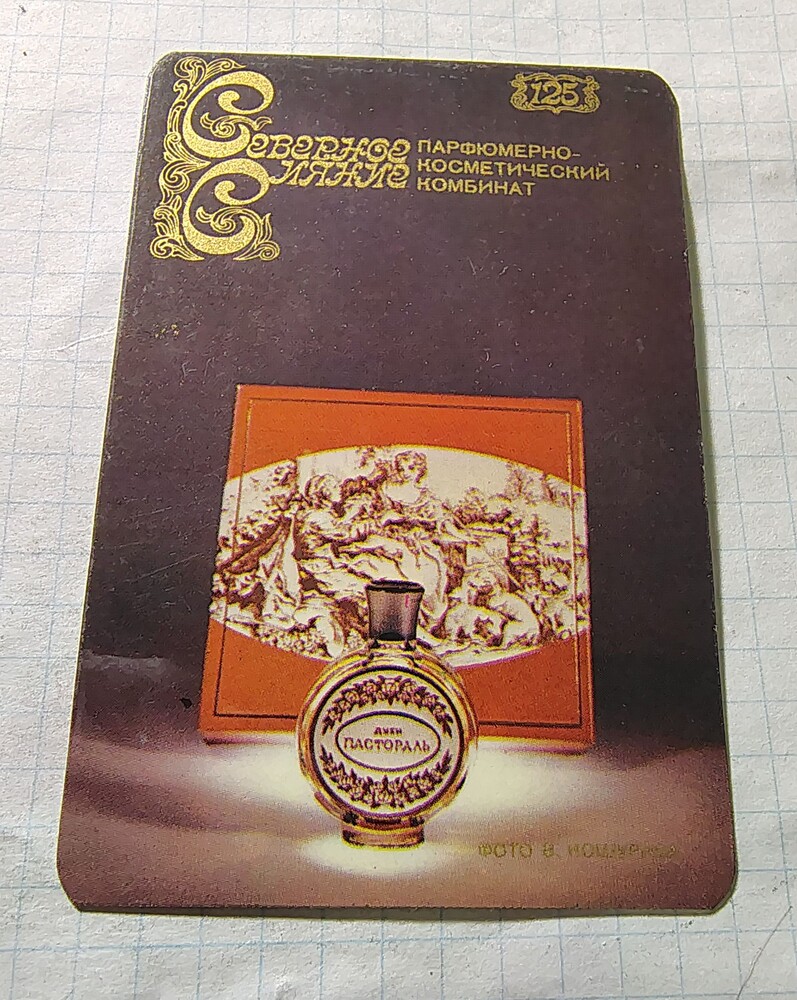 125
СЕВЕРНОЕ
СИЯНИЕ
ПАРФЮМЕРНО-
КОСМЕТИЧЕСКИЙ
КОМБИНАТ
ДУХИ
ПАСТОРАЛЬ
ФОТО В.